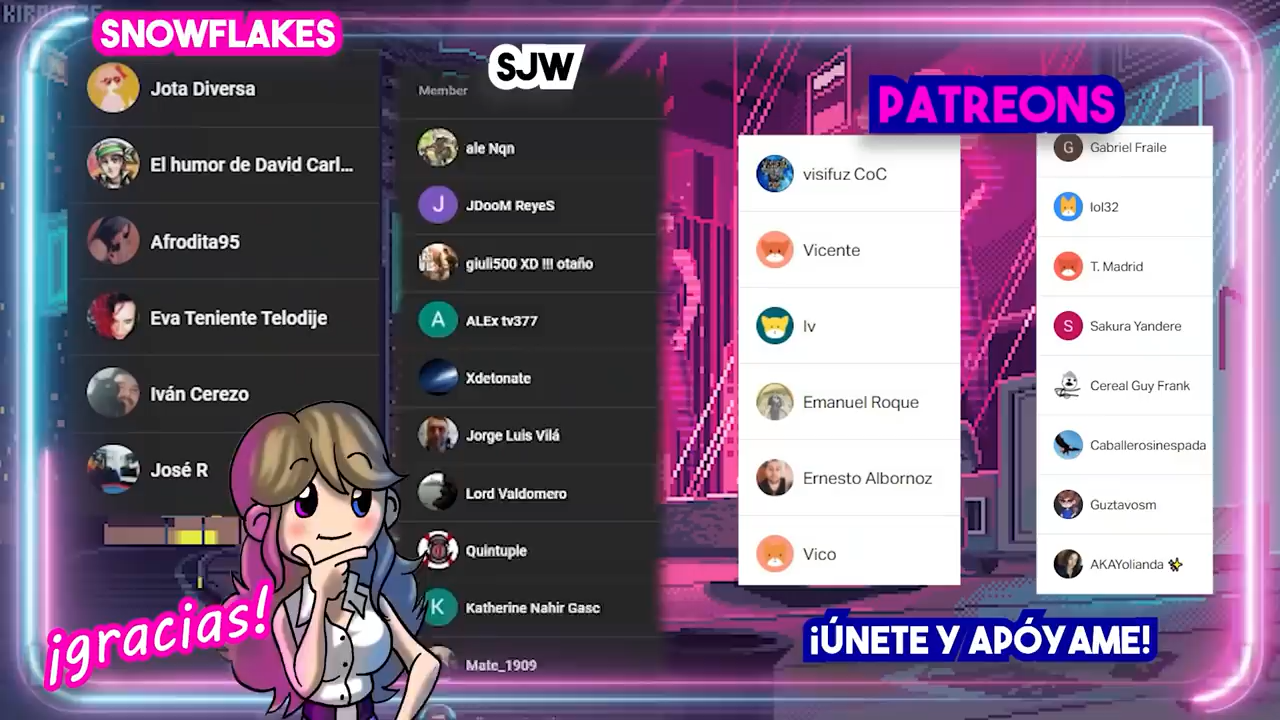 SNOWFLAKES
Jota Diversa
El humor de David Carl...
Afrodita95
Eva Teniente Telodije
Iván Cerezo
José R
¡gracias!
SJW
Member
ale Nqn
J
JDooM ReyeS
giuli500 XD !!! otaño
A
ALEx tv377
Xdetonate
Jorge Luis Vilá
Lord Valdomero
Quintuple
K
Katherine Nahir Gasc
Mate_1909
PATREONS
visifuz CoC
Vicente
lv
Emanuel Roque
Ernesto Albornoz
Vico
G
Gabriel Fraile
lol32
T. Madrid
S
Sakura Yandere
Cereal Guy Frank
Caballerosinespada
Guztavosm
AKAYolianda
¡ÚNETE Y APÓYAME!